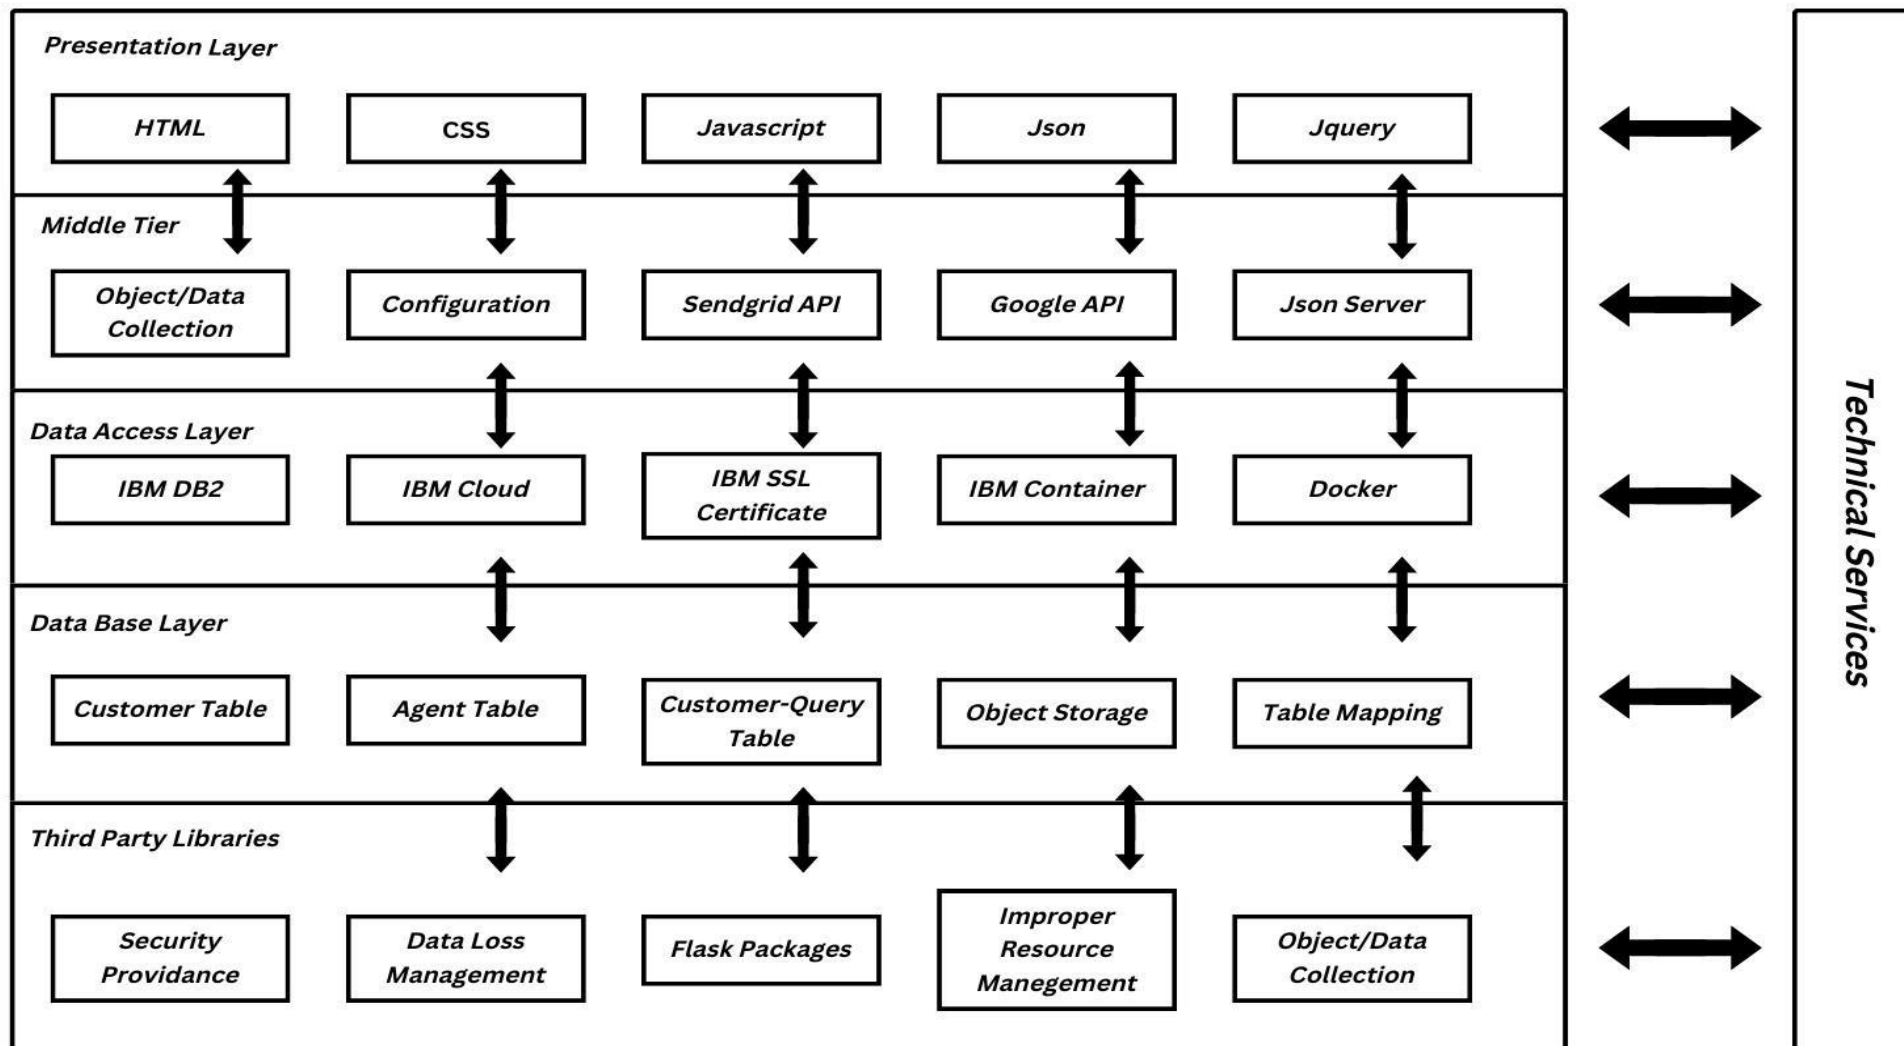 Presentation Layer
HTML
CSS
Javascript
Json
Jquery
Middle Tier
Object/Data
Collection
Configuration
Sendgrid API
Google API
Json Server
Data Access Layer
IBM DB2
IBM Cloud
IBM SSL
Certificate
IBM Container
Docker
Data Base Layer
Customer Table
Agent Table
Customer-Query
Table
Object Storage
Table Mapping
Third Party Libraries
Security
Providance
Data Loss
Management
Flask Packages
Improper
Resource
Manegement
Object/Data
Collection
Technical Services